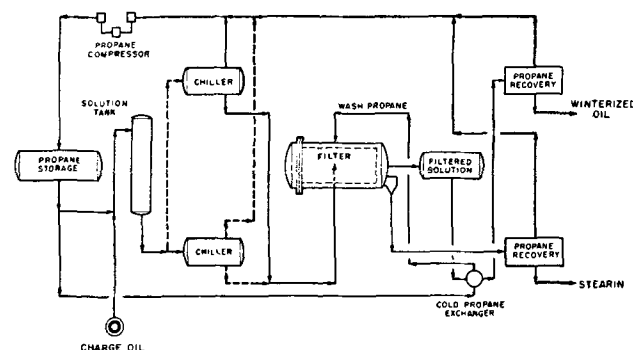 PROPANE
COMPRESSOR
SOLUTION
TANK
CHILLER
PROPANE
STORAGE
CHILLER
CHARGE OIL
WASH PROPANE
FILTER
FILTERED
SOLUTION
COLD PROPANE
EXCHANGER
PROPANE
RECOVERY
WINTERIZED
OIL
PROPANE
RECOVERY
STEARIN